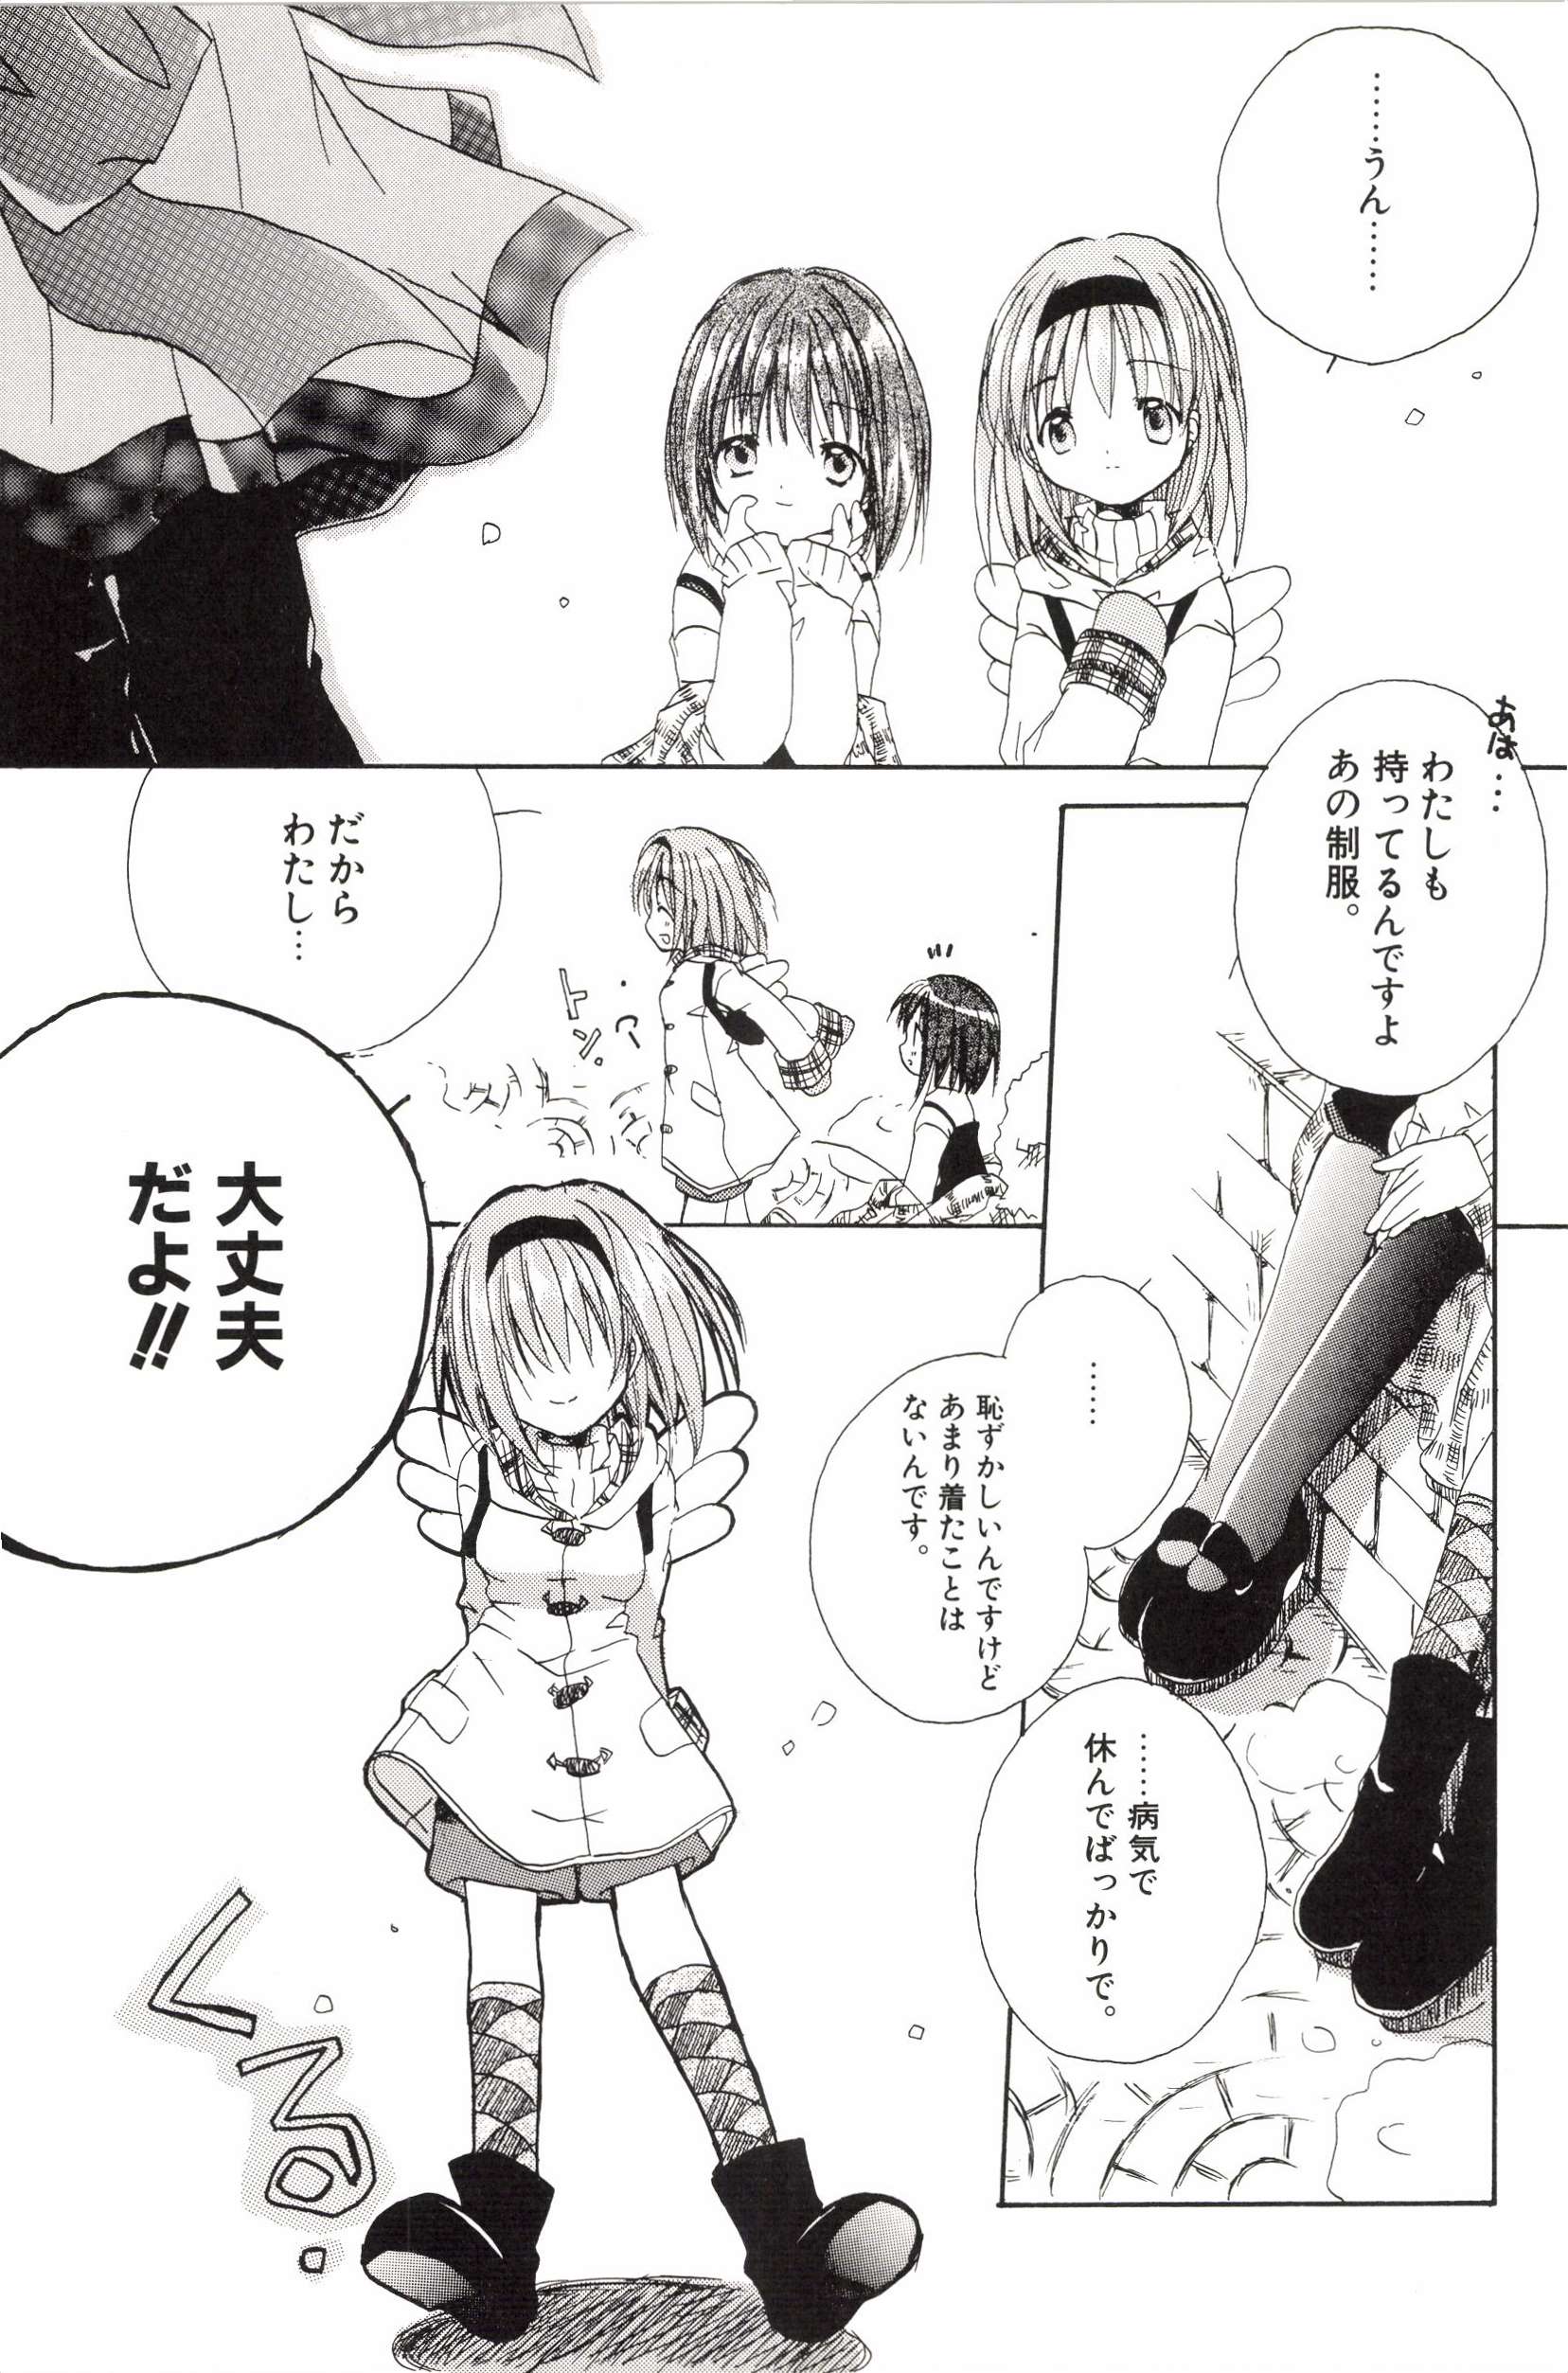 ……うん……
あは…
わたしも
持ってるんですよ
あの制服。
……
恥ずかしいんですけど
あまり着たことは
ないんです。
……病気で
休んでばっかりで。
だから
わたし…
トンっ
大丈夫
だよ!!
くる。